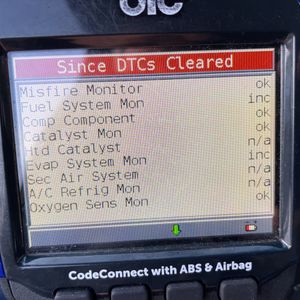 OTC
Since DTCs Cleared
Misfire Monitor ok
Fuel System Mon inc
Comp Component ok
Catalyst Mon ok
Htd Catalyst n/a
Evap System Mon inc
Sec Air System n/a
A/C Refrig Mon n/a
Oxygen Sens Mon ok
CodeConnect with ABS & Airbag